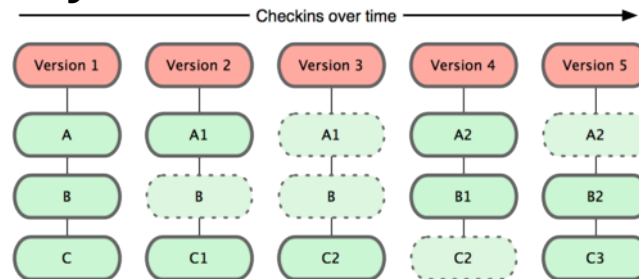 Checkins over time
Version 1 Version 2 Version 3 Version 4 Version 5
A A1 A1 A2 A2
B B B B1 B2
C C1 C2 C2 C3